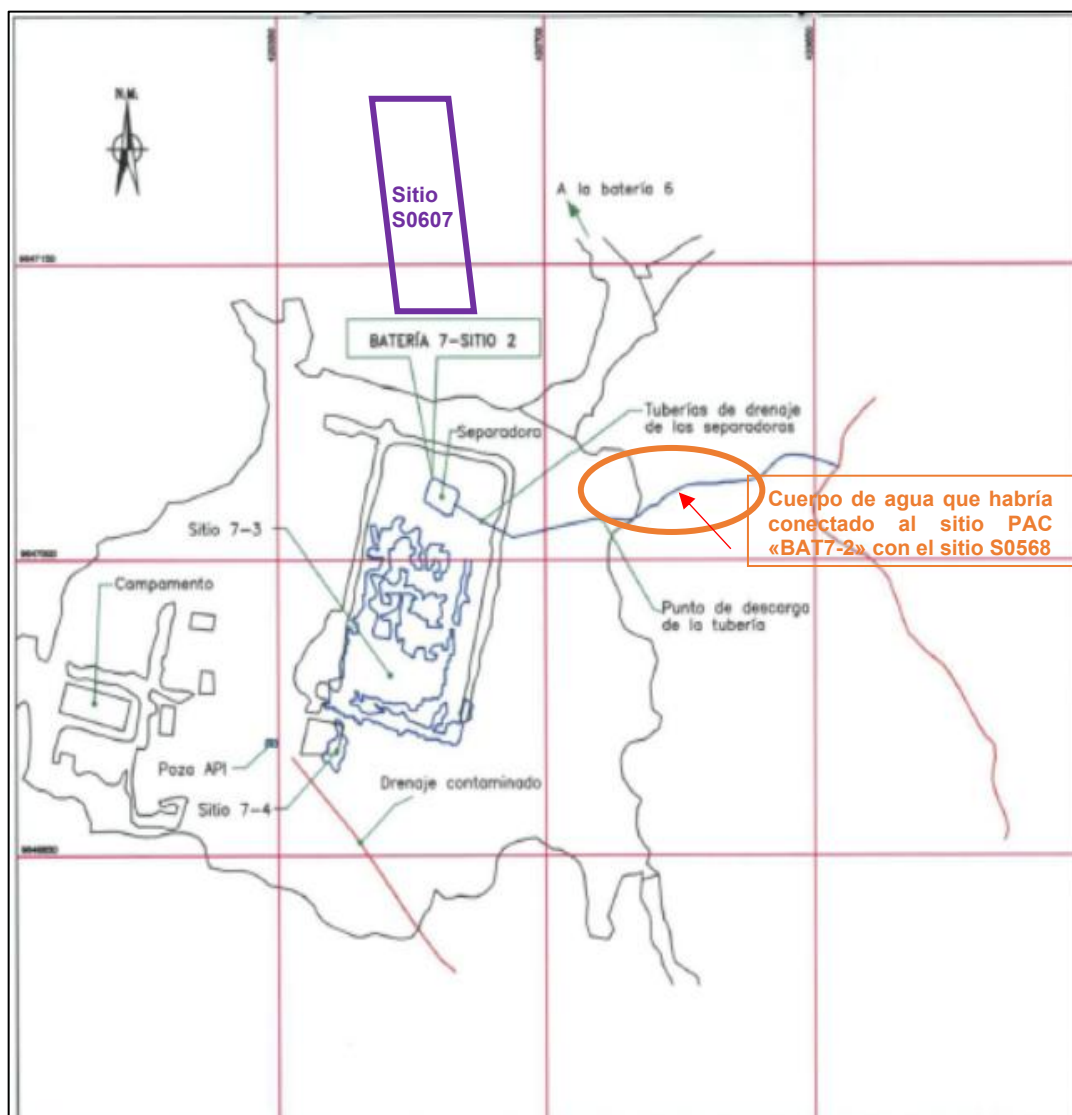 N.M.
Sitio
S0607
A la batería 6
BATERÍA 7-SITIO 2
Tuberías de drenaje
de las separadoras
Separadora
Cuerpo de agua que habría
conectado al sitio PAC
«BAT7-2» con el sitio S0568
Sitio 7-3
Campamento
Punto de descarga
de la tubería
Poza API
Sitio 7-4
Drenaje contaminado